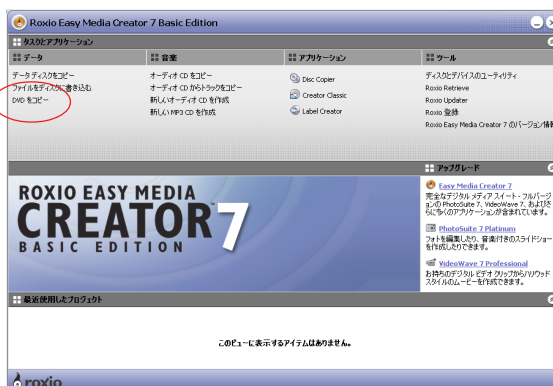 Roxio Easy Media Creator 7 Basic Edition
タスクとアプリケーション
データ
音楽
アプリケーション
ツール
データ ディスクをコピー
ファイルをディスクに書き込む
DVD をコピー
オーディオ CD をコピー
オーディオ CD からトラックをコピー
新しいオーディオ CD を作成
新しい MP3 CD を作成
Disc Copier
Creator Classic
Label Creator
ディスクとデバイスのユーティリティ
Roxio Retrieve
Roxio Updater
Roxio 登録
Roxio Easy Media Creator 7 のバージョン情報
アップグレード
ROXIO EASY MEDIA
CREATOR 7
BASIC EDITION
Easy Media Creator 7
完全なデジタル メディア スイート - フルバージ
ョンの PhotoSuite 7、VideoWave 7、およびさ
らに多くのアプリケーションが含まれています。
PhotoSuite 7 Platinum
フォトを編集したり、音楽付きのスライドショー
を作成したりできます。
VideoWave 7 Professional
お持ちのデジタル ビデオ クリップからハリウッド
スタイルのムービーを作成できます。
最近使用したプロジェクト
このビューに表示するアイテムはありません。
roxio